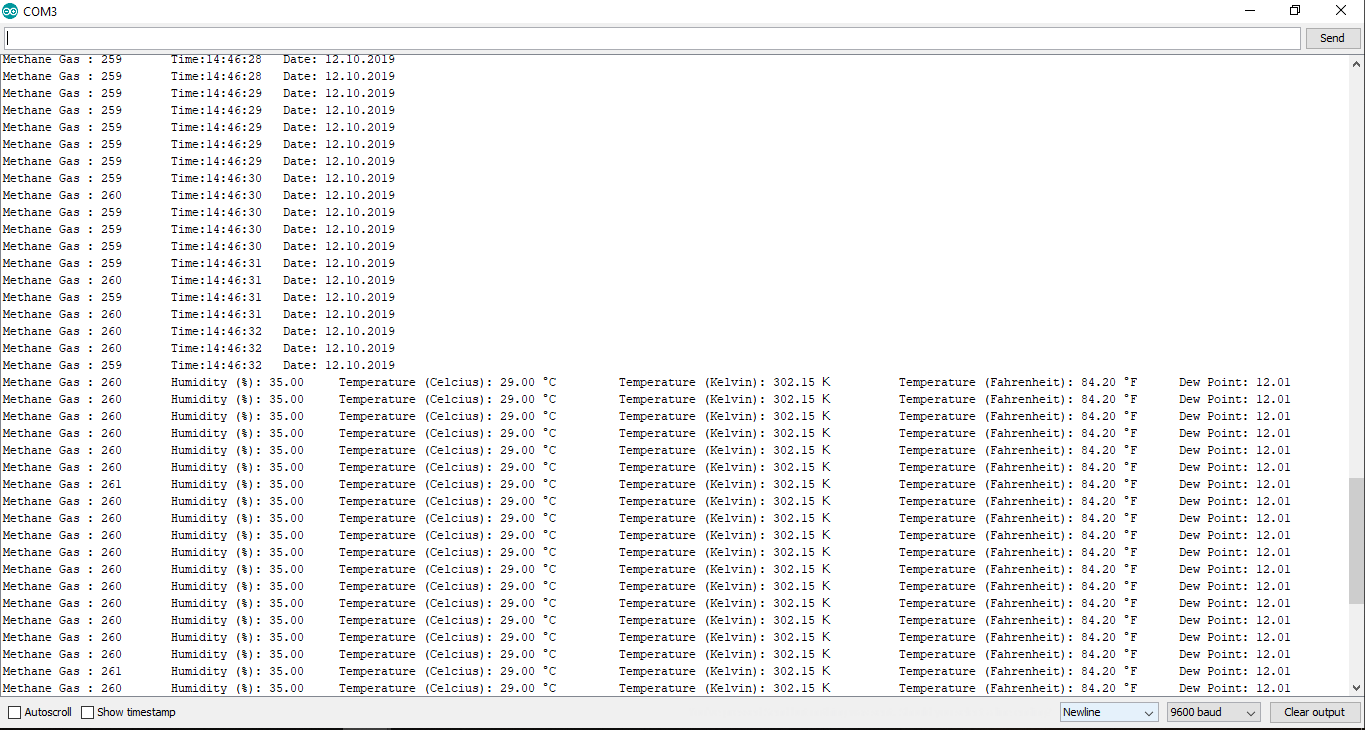 COM3
Send
Methane Gas : 259 Time:14:46:28 Date: 12.10.2019
Methane Gas : 259 Time:14:46:28 Date: 12.10.2019
Methane Gas : 259 Time:14:46:29 Date: 12.10.2019
Methane Gas : 259 Time:14:46:29 Date: 12.10.2019
Methane Gas : 259 Time:14:46:29 Date: 12.10.2019
Methane Gas : 259 Time:14:46:29 Date: 12.10.2019
Methane Gas : 259 Time:14:46:29 Date: 12.10.2019
Methane Gas : 259 Time:14:46:30 Date: 12.10.2019
Methane Gas : 260 Time:14:46:30 Date: 12.10.2019
Methane Gas : 259 Time:14:46:30 Date: 12.10.2019
Methane Gas : 259 Time:14:46:30 Date: 12.10.2019
Methane Gas : 259 Time:14:46:30 Date: 12.10.2019
Methane Gas : 259 Time:14:46:31 Date: 12.10.2019
Methane Gas : 260 Time:14:46:31 Date: 12.10.2019
Methane Gas : 259 Time:14:46:31 Date: 12.10.2019
Methane Gas : 260 Time:14:46:31 Date: 12.10.2019
Methane Gas : 260 Time:14:46:32 Date: 12.10.2019
Methane Gas : 260 Time:14:46:32 Date: 12.10.2019
Methane Gas : 259 Time:14:46:32 Date: 12.10.2019
Methane Gas : 260 Humidity (%): 35.00 Temperature (Celcius): 29.00 °C Temperature (Kelvin): 302.15 K Temperature (Fahrenheit): 84.20 °F Dew Point: 12.01
Methane Gas : 260 Humidity (%): 35.00 Temperature (Celcius): 29.00 °C Temperature (Kelvin): 302.15 K Temperature (Fahrenheit): 84.20 °F Dew Point: 12.01
Methane Gas : 260 Humidity (%): 35.00 Temperature (Celcius): 29.00 °C Temperature (Kelvin): 302.15 K Temperature (Fahrenheit): 84.20 °F Dew Point: 12.01
Methane Gas : 260 Humidity (%): 35.00 Temperature (Celcius): 29.00 °C Temperature (Kelvin): 302.15 K Temperature (Fahrenheit): 84.20 °F Dew Point: 12.01
Methane Gas : 260 Humidity (%): 35.00 Temperature (Celcius): 29.00 °C Temperature (Kelvin): 302.15 K Temperature (Fahrenheit): 84.20 °F Dew Point: 12.01
Methane Gas : 260 Humidity (%): 35.00 Temperature (Celcius): 29.00 °C Temperature (Kelvin): 302.15 K Temperature (Fahrenheit): 84.20 °F Dew Point: 12.01
Methane Gas : 261 Humidity (%): 35.00 Temperature (Celcius): 29.00 °C Temperature (Kelvin): 302.15 K Temperature (Fahrenheit): 84.20 °F Dew Point: 12.01
Methane Gas : 260 Humidity (%): 35.00 Temperature (Celcius): 29.00 °C Temperature (Kelvin): 302.15 K Temperature (Fahrenheit): 84.20 °F Dew Point: 12.01
Methane Gas : 260 Humidity (%): 35.00 Temperature (Celcius): 29.00 °C Temperature (Kelvin): 302.15 K Temperature (Fahrenheit): 84.20 °F Dew Point: 12.01
Methane Gas : 260 Humidity (%): 35.00 Temperature (Celcius): 29.00 °C Temperature (Kelvin): 302.15 K Temperature (Fahrenheit): 84.20 °F Dew Point: 12.01
Methane Gas : 260 Humidity (%): 35.00 Temperature (Celcius): 29.00 °C Temperature (Kelvin): 302.15 K Temperature (Fahrenheit): 84.20 °F Dew Point: 12.01
Methane Gas : 260 Humidity (%): 35.00 Temperature (Celcius): 29.00 °C Temperature (Kelvin): 302.15 K Temperature (Fahrenheit): 84.20 °F Dew Point: 12.01
Methane Gas : 260 Humidity (%): 35.00 Temperature (Celcius): 29.00 °C Temperature (Kelvin): 302.15 K Temperature (Fahrenheit): 84.20 °F Dew Point: 12.01
Methane Gas : 260 Humidity (%): 35.00 Temperature (Celcius): 29.00 °C Temperature (Kelvin): 302.15 K Temperature (Fahrenheit): 84.20 °F Dew Point: 12.01
Methane Gas : 260 Humidity (%): 35.00 Temperature (Celcius): 29.00 °C Temperature (Kelvin): 302.15 K Temperature (Fahrenheit): 84.20 °F Dew Point: 12.01
Methane Gas : 260 Humidity (%): 35.00 Temperature (Celcius): 29.00 °C Temperature (Kelvin): 302.15 K Temperature (Fahrenheit): 84.20 °F Dew Point: 12.01
Methane Gas : 260 Humidity (%): 35.00 Temperature (Celcius): 29.00 °C Temperature (Kelvin): 302.15 K Temperature (Fahrenheit): 84.20 °F Dew Point: 12.01
Methane Gas : 261 Humidity (%): 35.00 Temperature (Celcius): 29.00 °C Temperature (Kelvin): 302.15 K Temperature (Fahrenheit): 84.20 °F Dew Point: 12.01
Methane Gas : 260 Humidity (%): 35.00 Temperature (Celcius): 29.00 °C Temperature (Kelvin): 302.15 K Temperature (Fahrenheit): 84.20 °F Dew Point: 12.01
Autoscroll Show timestamp Newline 9600 baud Clear output